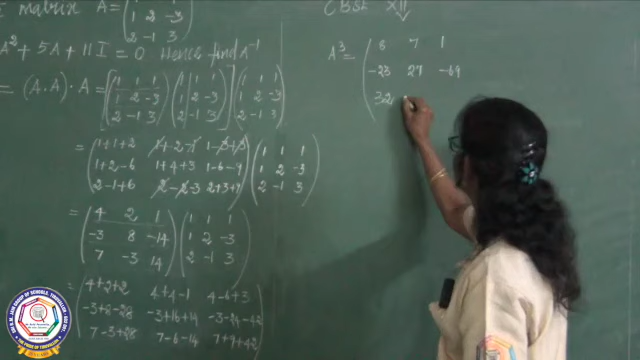 I matrix A = (1 1 1
1 2 -3
2 -1 3)
A² + 5A + 11I = 0 Hence find A⁻¹
= (A.A).A = [(1 1 1 / 1 2 -3 / 2 -1 3)(1 1 1 / 1 2 -3 / 2 -1 3)](1 1 1 / 1 2 -3 / 2 -1 3)
= (1+1+2 1+2-1 1-3+3 / 1+2-6 1+4+3 1-6-9 / 2-1+6 2-2-3 2+3+9)(1 1 1 / 1 2 -3 / 2 -1 3)
= (4 2 1 / -3 8 -14 / 7 -3 14)(1 1 1 / 1 2 -3 / 2 -1 3)
= (4+2+2 4+4-1 4-6+3
-3+8-28 -3+16+14 -3-24-42
7-3+28 7-6-14 7+9+42)
CBSE XII
A³ = (8 7 1
-23 27 -69
32